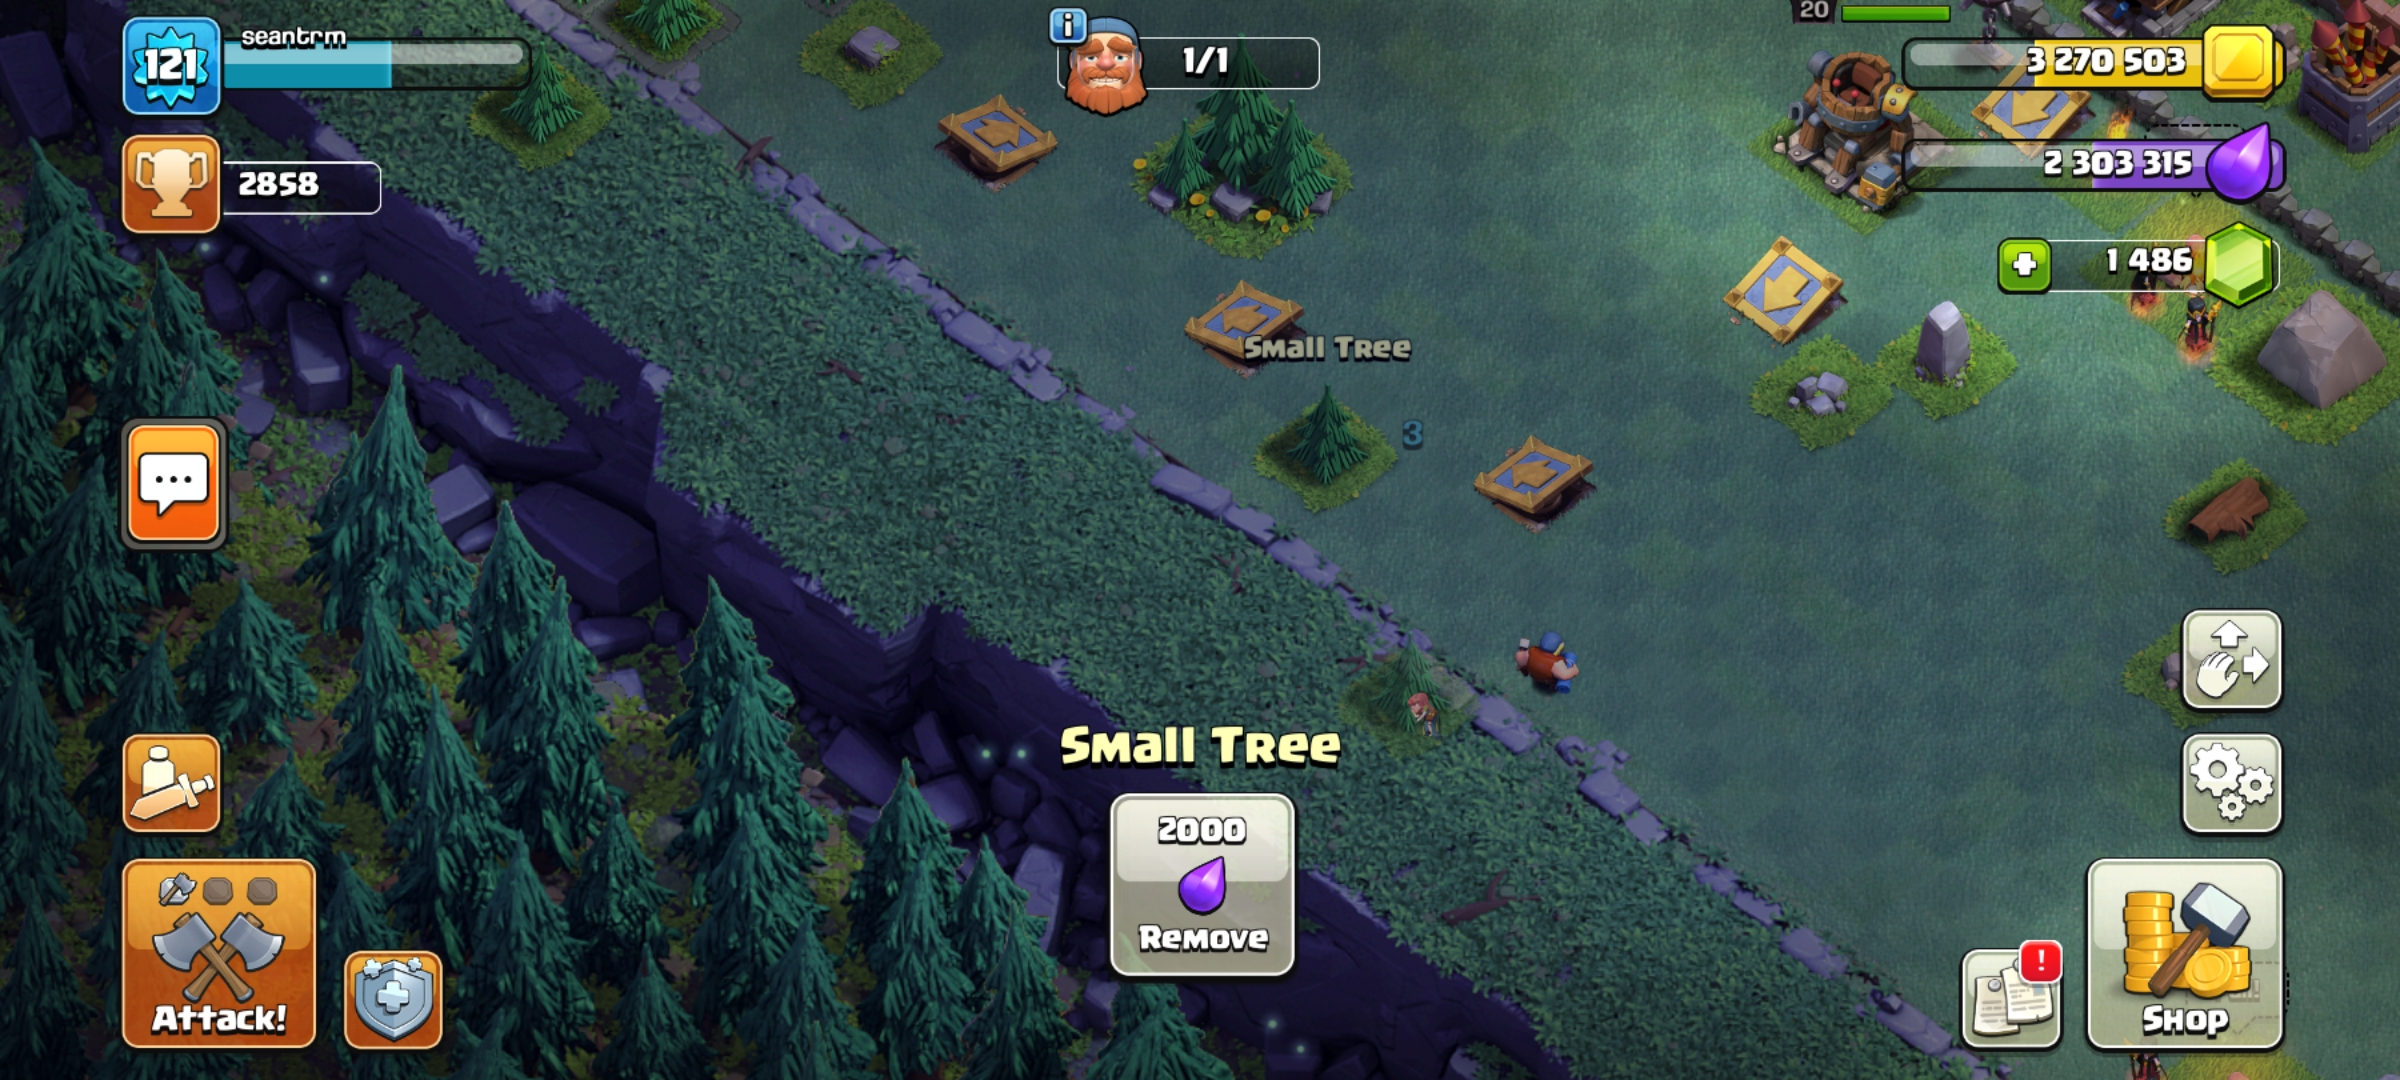 121
seantrm
2858
i
1/1
20
3 270 503
2 303 315
1 486
Small Tree
3
Small Tree
2000
Remove
Attack!
!
Shop